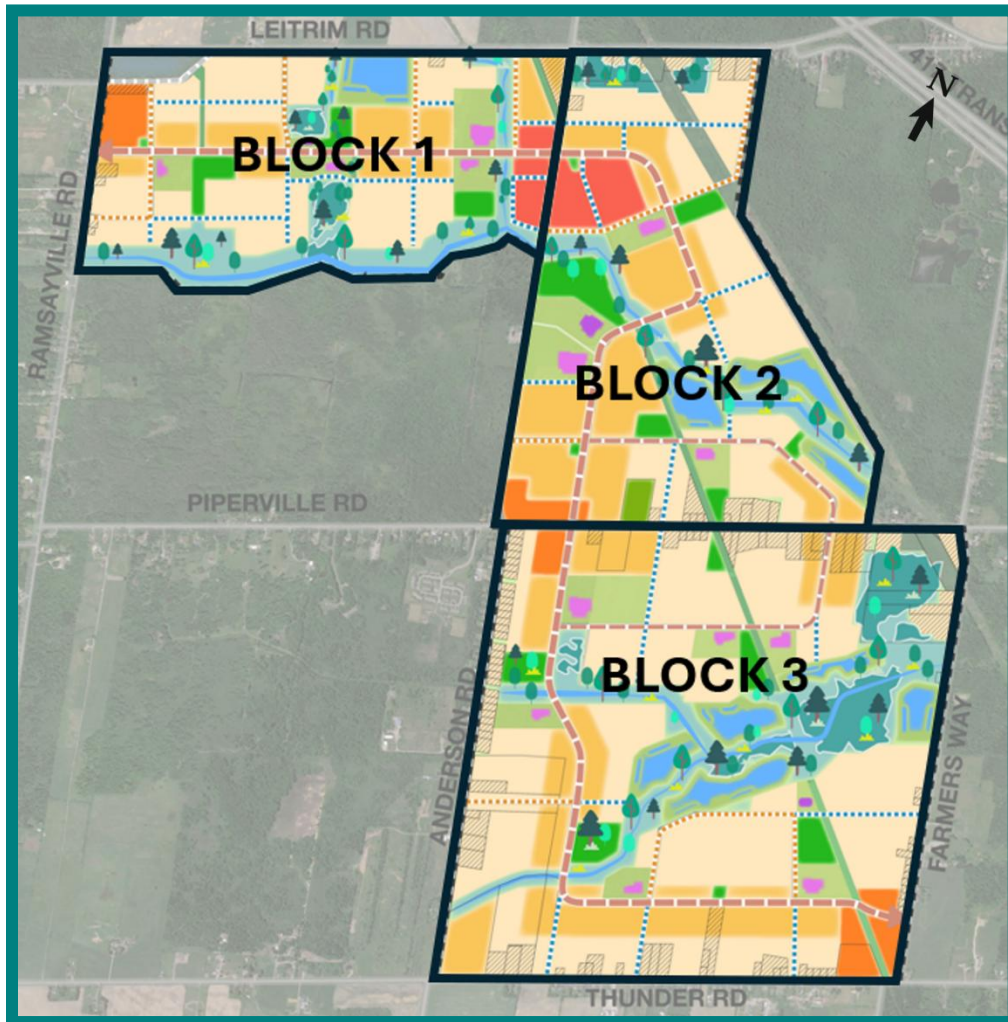 LEITRIM RD
417
TRANS
N
BLOCK 1
RAMSAYVILLE RD
BLOCK 2
PIPERVILLE RD
BLOCK 3
ANDERSON RD
FARMERS WAY
THUNDER RD